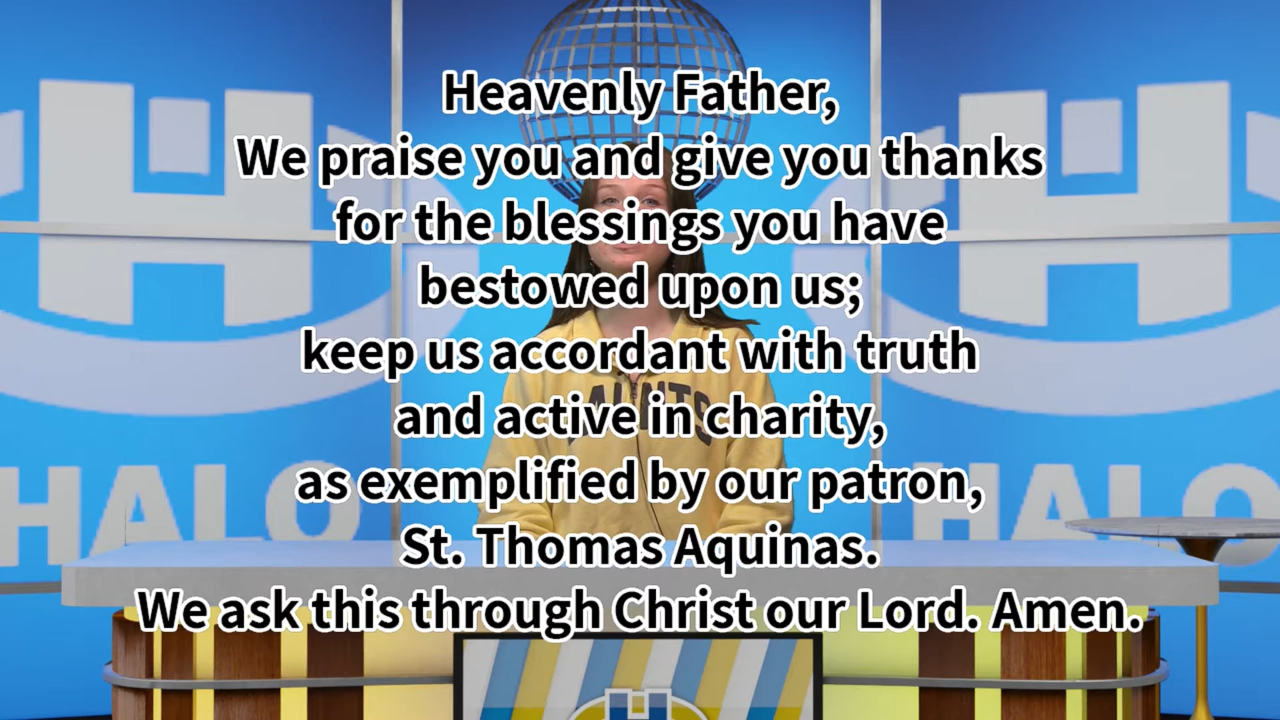 Heavenly Father,
We praise you and give you thanks
for the blessings you have
bestowed upon us;
keep us accordant with truth
and active in charity,
as exemplified by our patron,
St. Thomas Aquinas.
We ask this through Christ our Lord. Amen.
H H
HALO HALO
SAINTS
H